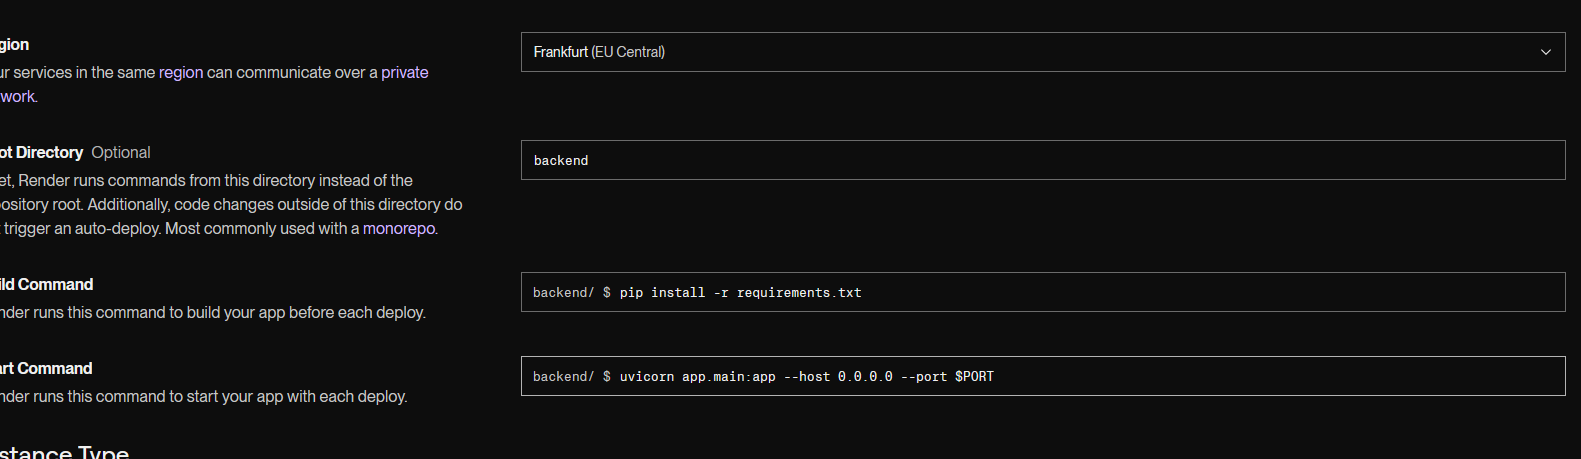 gion
Frankfurt (EU Central)
ur services in the same region can communicate over a private
work.
ot Directory Optional
backend
et, Render runs commands from this directory instead of the
ository root. Additionally, code changes outside of this directory do
t trigger an auto-deploy. Most commonly used with a monorepo.
ild Command
backend/ $ pip install -r requirements.txt
nder runs this command to build your app before each deploy.
art Command
backend/ $ uvicorn app.main:app --host 0.0.0.0 --port $PORT
nder runs this command to start your app with each deploy.
stance Type